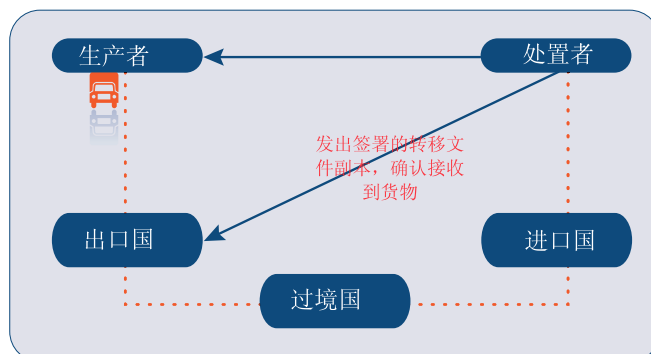 生产者
处置者
发出签署的转移文
件副本，确认接收
到货物
出口国
进口国
过境国